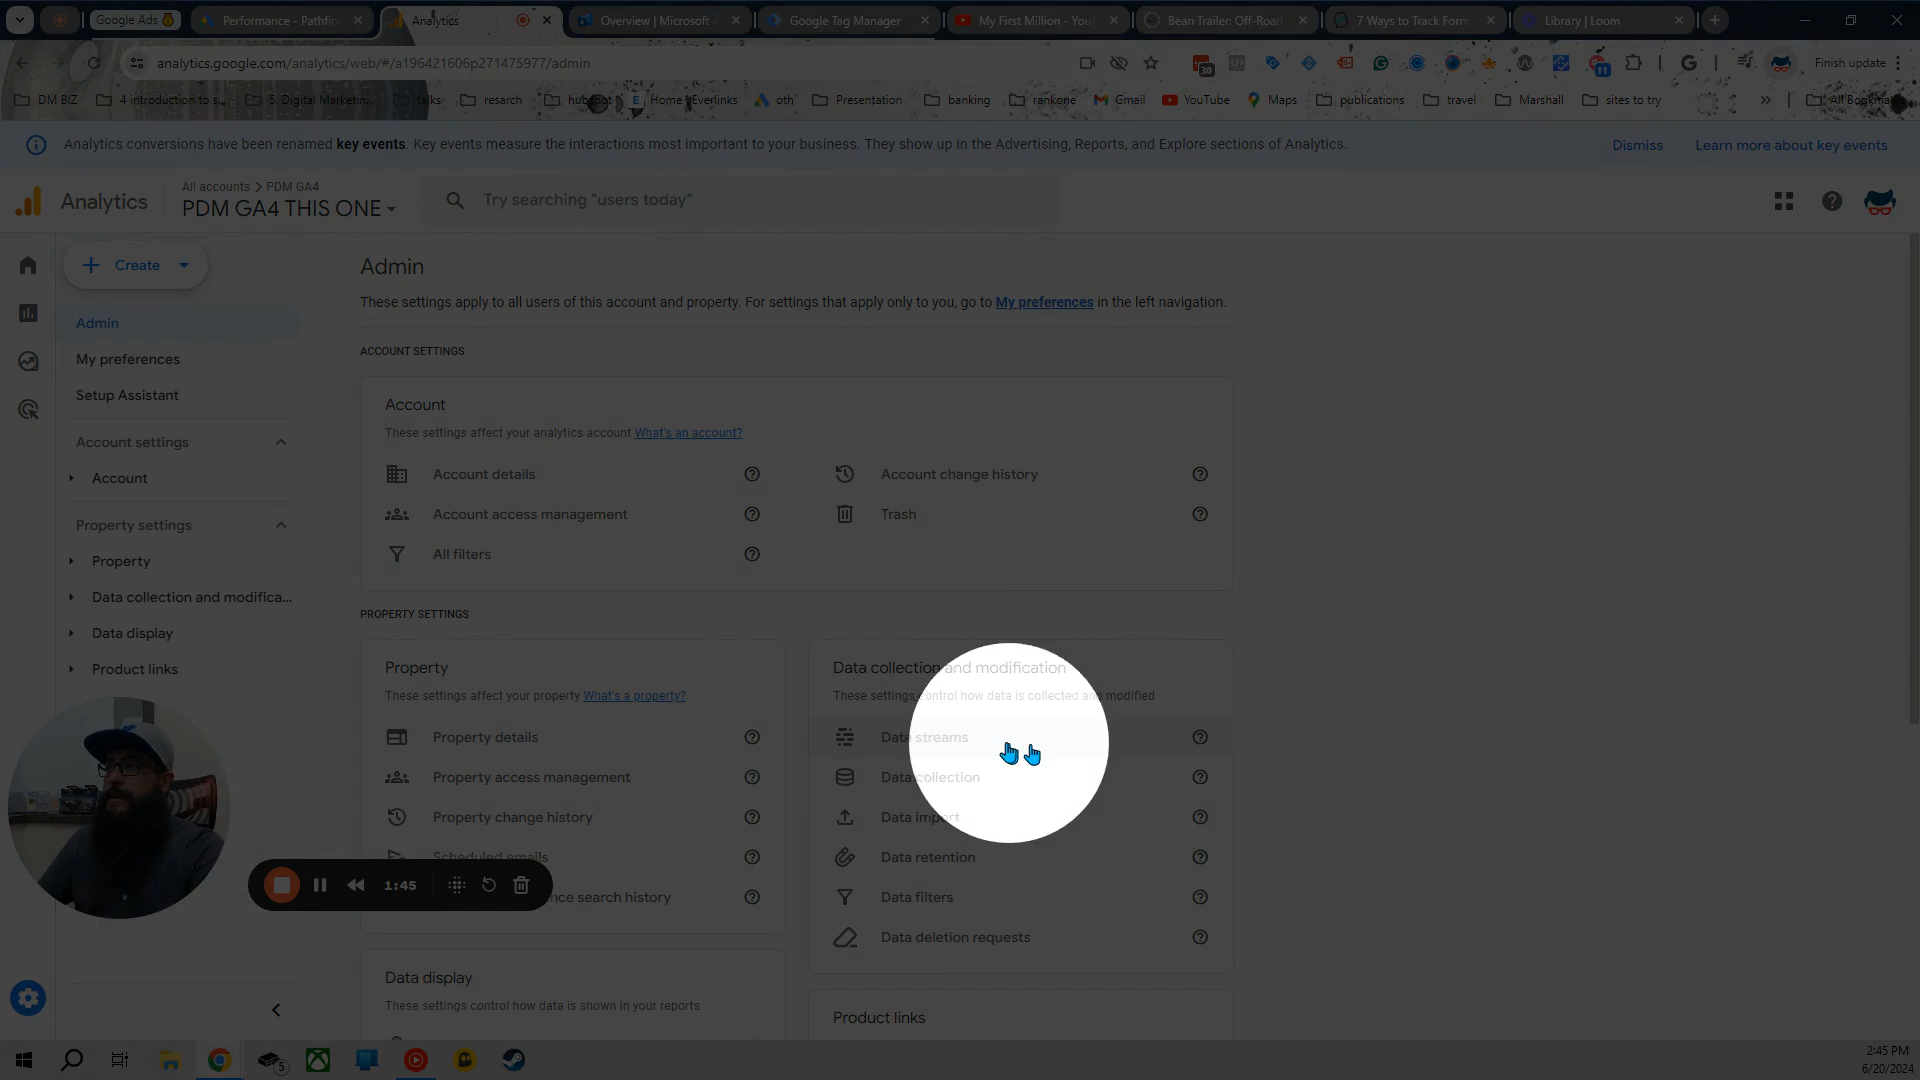 Google Ads
Performance - Pathfin
Analytics
Overview | Microsoft
Google Tag Manager
My First Million - You
Bean Trailer: Off-Road
7 Ways to Track Form
Library | Loom
analytics.google.com/analytics/web/#/a196421606p271475977/admin
30
11
Finish update
DM BIZ
4 introduction to s...
5. Digital Marketin...
talks
resarch
hubspot
Home | Everlinks
oth
Presentation
banking
rankone
Gmail
YouTube
Maps
publications
travel
Marshall
sites to try
All Bookmarks
Analytics conversions have been renamed key events. Key events measure the interactions most important to your business. They show up in the Advertising, Reports, and Explore sections of Analytics.
Dismiss
Learn more about key events
Analytics
All accounts > PDM GA4
PDM GA4 THIS ONE
Try searching "users today"
Create
Admin
My preferences
Setup Assistant
Account settings
Account
Property settings
Property
Data collection and modifica...
Data display
Product links
Admin
These settings apply to all users of this account and property. For settings that apply only to you, go to My preferences in the left navigation.
ACCOUNT SETTINGS
Account
These settings affect your analytics account What's an account?
Account details
Account change history
Account access management
Trash
All filters
PROPERTY SETTINGS
Property
These settings affect your property What's a property?
Property details
Property access management
Property change history
Scheduled emails
nce search history
Data collection and modification
These settings control how data is collected and modified
Data streams
Data collection
Data import
Data retention
Data filters
Data deletion requests
Data display
These settings control how data is shown in your reports
Product links
1:45
5
2:45 PM
6/20/2024